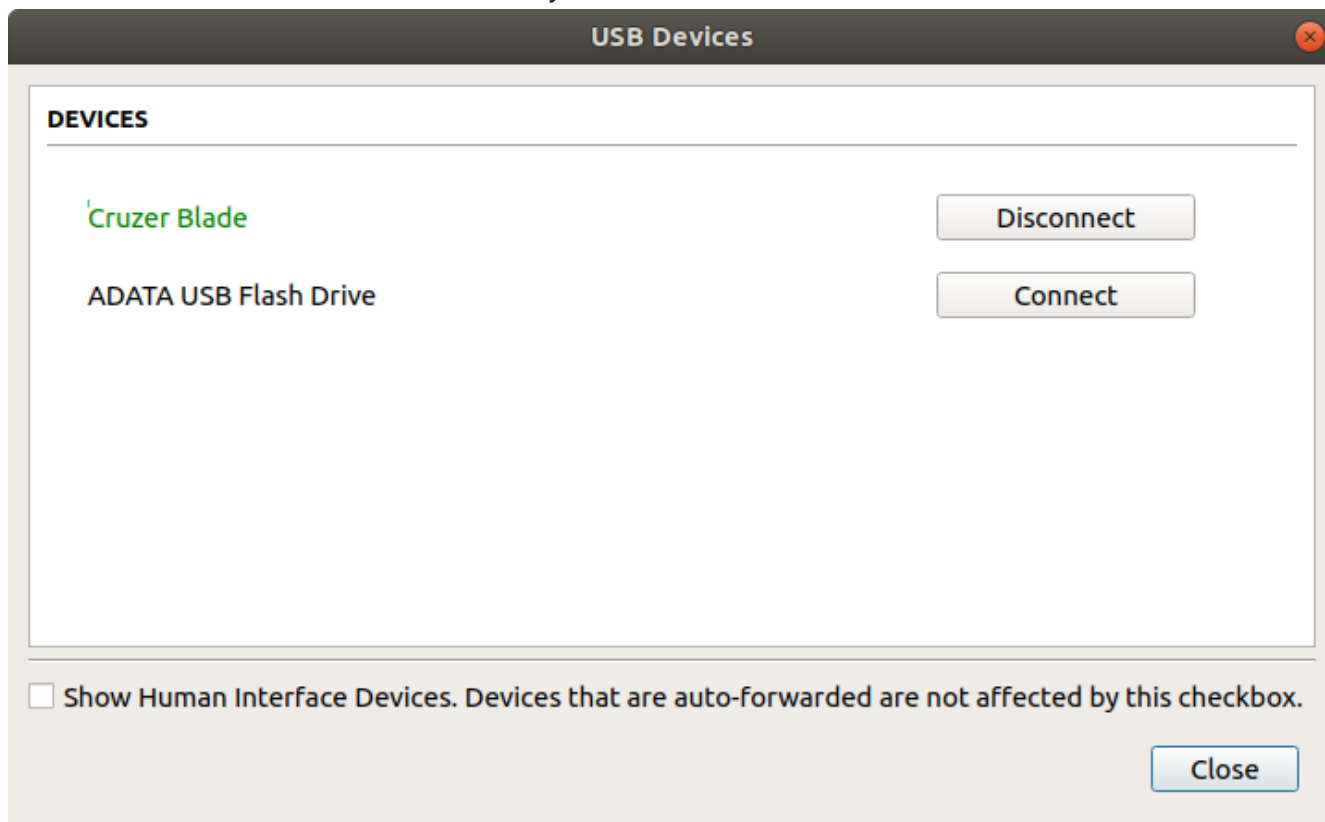 USB Devices
DEVICES
Cruzer Blade
Disconnect
ADATA USB Flash Drive
Connect
Show Human Interface Devices. Devices that are auto-forwarded are not affected by this checkbox.
Close